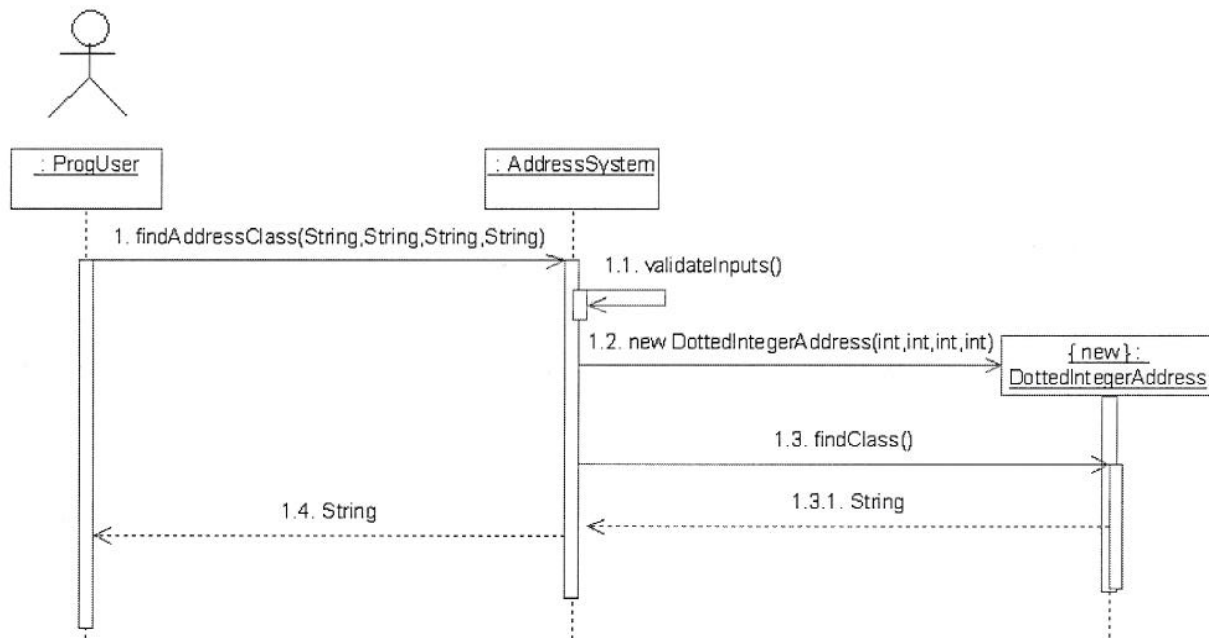 : ProgUser
: AddressSystem
1. findAddressClass(String,String,String,String)
1.1. validateInputs()
1.2. new DottedIntegerAddress(int,int,int,int)
{new} :
DottedIntegerAddress
1.3. findClass()
1.3.1. String
1.4. String